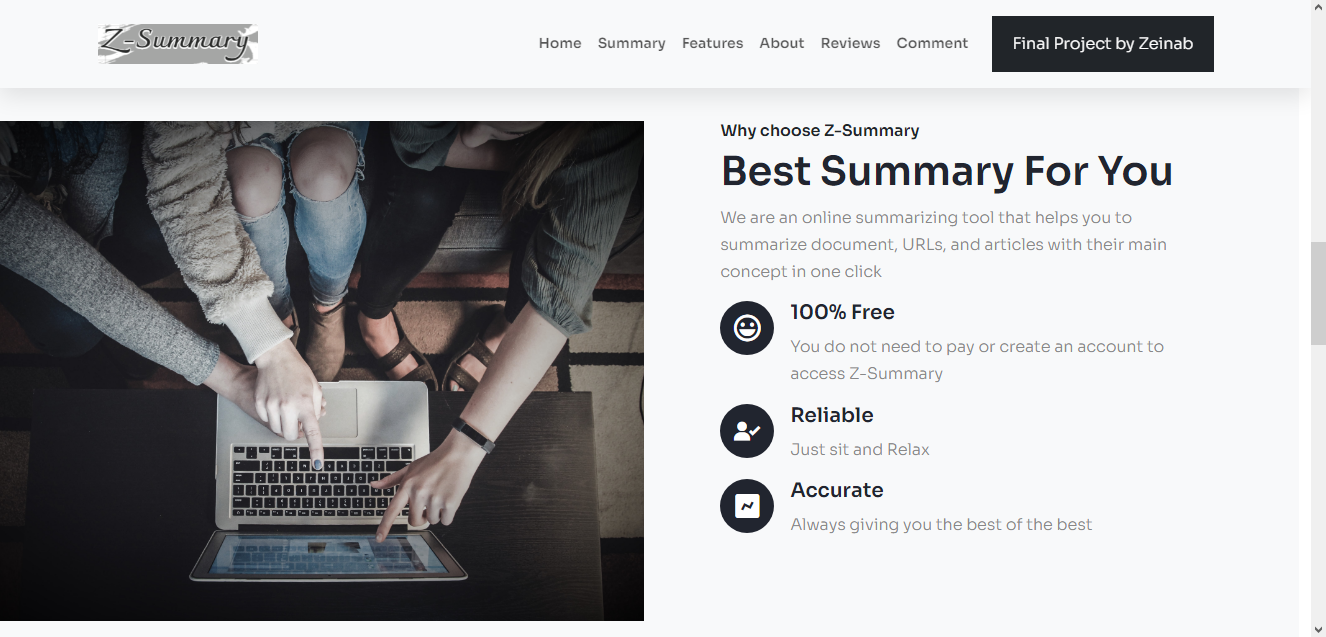 Z-Summary
Home Summary Features About Reviews Comment Final Project by Zeinab
Why choose Z-Summary
Best Summary For You
We are an online summarizing tool that helps you to
summarize document, URLs, and articles with their main
concept in one click
100% Free
You do not need to pay or create an account to
access Z-Summary
Reliable
Just sit and Relax
Accurate
Always giving you the best of the best